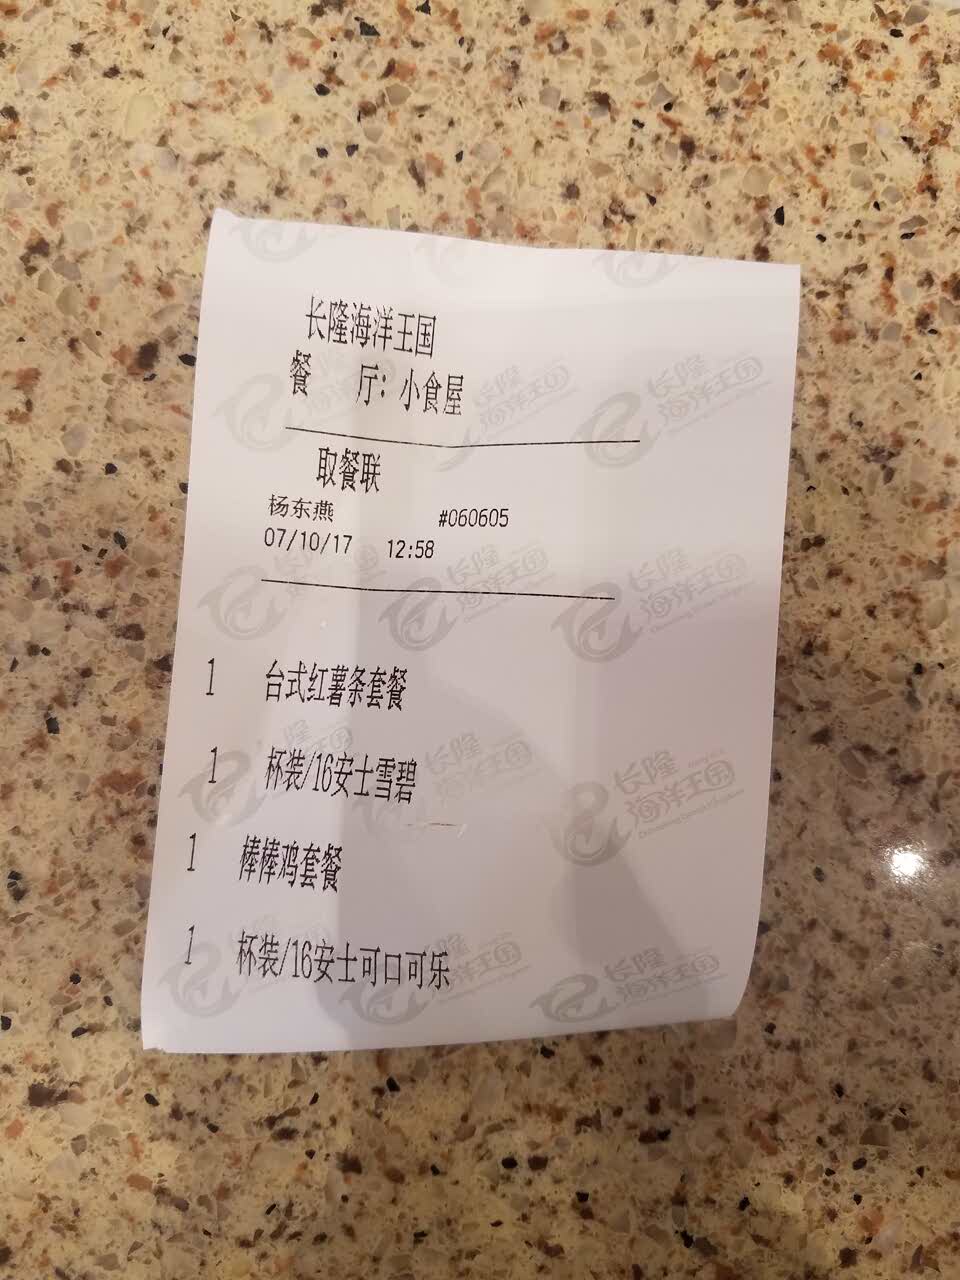 长隆海洋王国
餐 厅：小食屋
取餐联
杨东燕 #060605
07/10/17 12:58
1 台式红薯条套餐
1 杯装/16安士雪碧
1 棒棒鸡套餐
1 杯装/16安士可口可乐